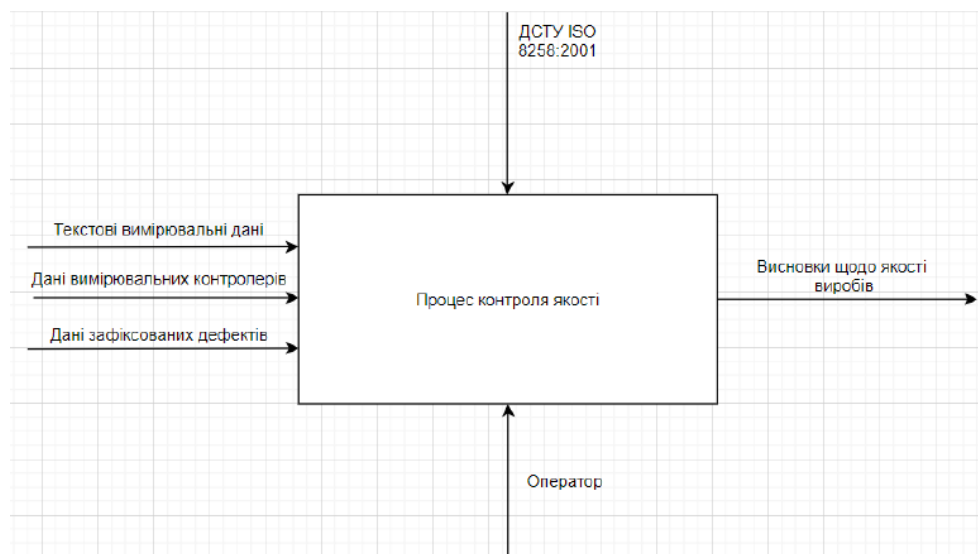 ДСТУ ISO
8258:2001
Текстові вимірювальні дані
Дані вимірювальних контролерів
Дані зафіксованих дефектів
Процес контроля якості
Висновки щодо якості
виробів
Оператор